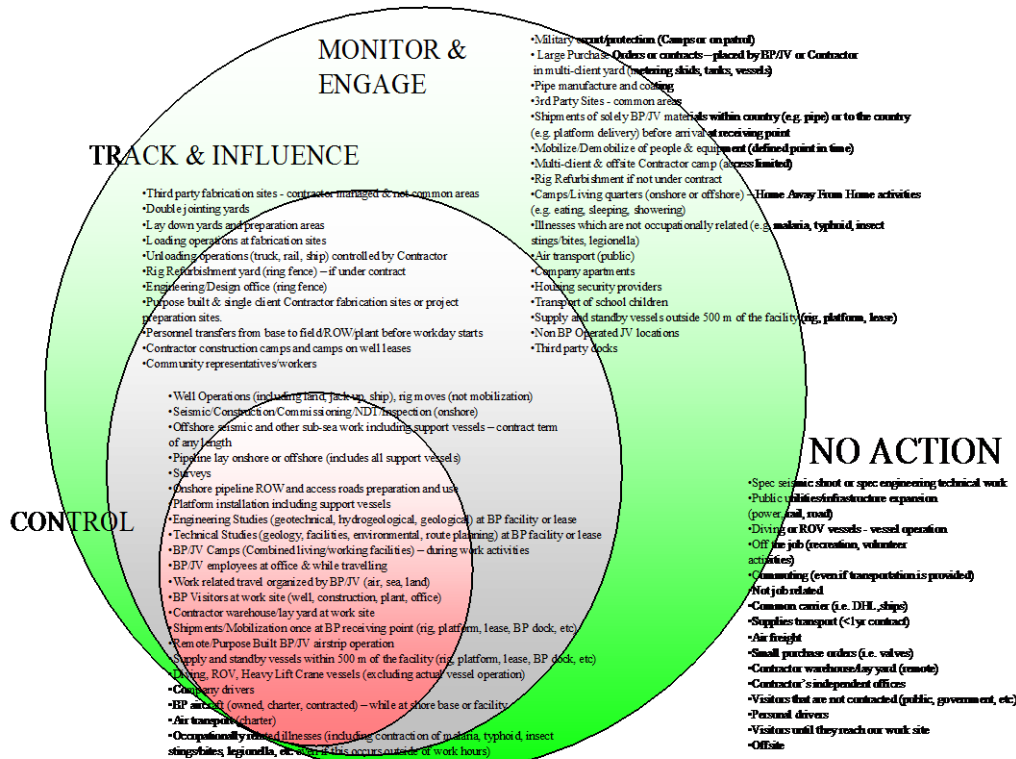 MONITOR &
ENGAGE
•Military escort/protection (Camps or on patrol)
• Large Purchase Orders or contracts – placed by BP/JV or Contractor
in multi-client yard (metering skids, tanks, vessels)
•Pipe manufacture and coating
•3rd Party Sites - common areas
•Shipments of solely BP/JV materials within country (e.g. pipe) or to the country
(e.g. platform delivery) before arrival at receiving point
•Mobilize/Demobilize of people & equipment (defined point in time)
•Multi-client & offsite Contractor camp (access limited)
•Rig Refurbishment if not under contract
•Camps/Living quarters (onshore or offshore) – Home Away From Home activities
(e.g. eating, sleeping, showering)
•Illnesses which are not occupationally related (e.g. malaria, typhoid, insect
stings/bites, legionella)
•Air transport (public)
•Company apartments
•Housing security providers
•Transport of school children
•Supply and standby vessels outside 500 m of the facility (rig, platform, lease)
•Non BP Operated JV locations
•Third party docks
TRACK & INFLUENCE
•Third party fabrication sites - contractor managed & not common areas
•Double jointing yards
•Lay down yards and preparation areas
•Loading operations at fabrication sites
•Unloading operations (truck, rail, ship) controlled by Contractor
•Rig Refurbishment yard (ring fence) – if under contract
•Engineering/Design office (ring fence)
•Purpose built & single client Contractor fabrication sites or project
preparation sites.
•Personnel transfers from base to field/ROW/plant before workday starts
•Contractor construction camps and camps on well leases
•Community representatives/workers
CONTROL
•Well Operations (including land, jack up, ship), rig moves (not mobilization)
•Seismic/Construction/Commissioning/NDT/Inspection (onshore)
•Offshore seismic and other sub-sea work including support vessels – contract term
of any length
•Pipeline lay onshore or offshore (includes all support vessels)
•Surveys
•Onshore pipeline ROW and access roads preparation and use
•Platform installation including support vessels
•Engineering Studies (geotechnical, hydrogeological, geological) at BP facility or lease
•Technical Studies (geology, facilities, environmental, route planning) at BP facility or lease
•BP/JV Camps (Combined living/working facilities) – during work activities
•BP/JV employees at office & while travelling
•Work related travel organized by BP/JV (air, sea, land)
•BP Visitors at work site (well, construction, plant, office)
•Contractor warehouse/lay yard at work site
•Shipments/Mobilization once at BP receiving point (rig, platform, lease, BP dock, etc)
•Remote/Purpose Built BP/JV airstrip operation
•Supply and standby vessels within 500 m of the facility (rig, platform, lease, BP dock, etc)
•Diving, ROV, Heavy Lift Crane vessels (excluding actual vessel operation)
•Company drivers
•BP aircraft (owned, charter, contracted) – while at shore base or facility
•Air transport (charter)
•Occupationally related illnesses (including contraction of malaria, typhoid, insect
stings/bites, legionella, etc even if this occurs outside of work hours)
NO ACTION
•Spec seismic shoot or spec engineering technical work
•Public utilities/infrastructure expansion
(power, rail, road)
•Diving or ROV vessels - vessel operation
•Off the job (recreation, volunteer
activities)
•Commuting (even if transportation is provided)
•Not job related
•Common carrier (i.e. DHL, ships)
•Supplies transport (<1yr contract)
•Air freight
•Small purchase orders (i.e. valves)
•Contractor warehouse/lay yard (remote)
•Contractor's independent offices
•Visitors that are not contracted (public, government, etc)
•Personal drivers
•Visitors until they reach our work site
•Offsite